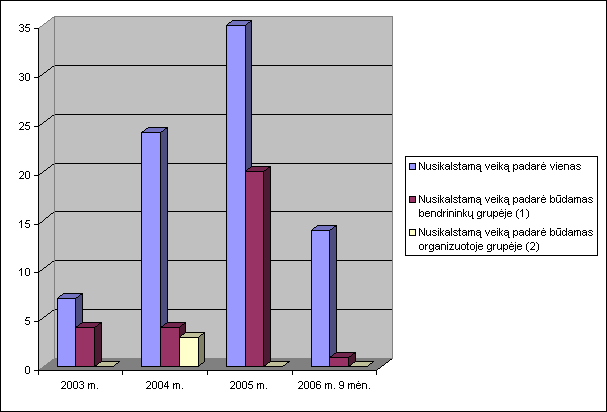 35
30
25
20
15
10
5
0
2003 m.
2004 m.
2005 m.
2006 m. 9 mėn.
Nusikalstamą veiką padarė vienas
Nusikalstamą veiką padarė būdamas
bendrininkų grupėje (1)
Nusikalstamą veiką padarė būdamas
organizuotoje grupėje (2)